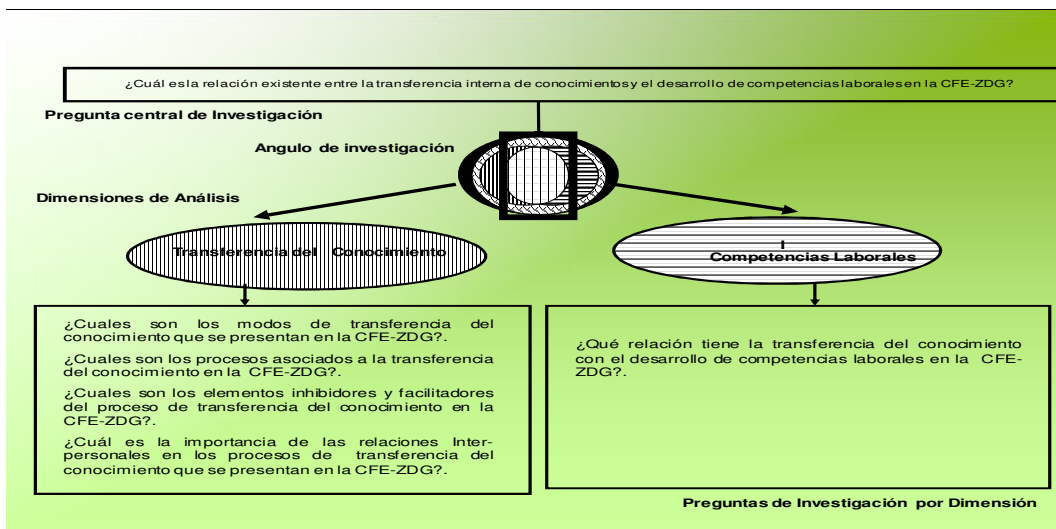 ¿Cuál es la relación existente entre la transferencia interna de conocimientos y el desarrollo de competencias laborales en la CFE-ZDG?
Pregunta central de Investigación
Angulo de investigación
Dimensiones de Análisis
Transferencia del Conocimiento
I
Competencias Laborales
¿Cuales son los modos de transferencia del
conocimiento que se presentan en la CFE-ZDG?.
¿Cuales son los procesos asociados a la transferencia
del conocimiento en la CFE-ZDG?.
¿Cuales son los elementos inhibidores y facilitadores
del proceso de transferencia del conocimiento en la
CFE-ZDG?.
¿Cuál es la importancia de las relaciones Inter-
personales en los procesos de transferencia del
conocimiento que se presentan en la CFE-ZDG?.
¿Qué relación tiene la transferencia del conocimiento
con el desarrollo de competencias laborales en la CFE-
ZDG?.
Preguntas de Investigación por Dimensión